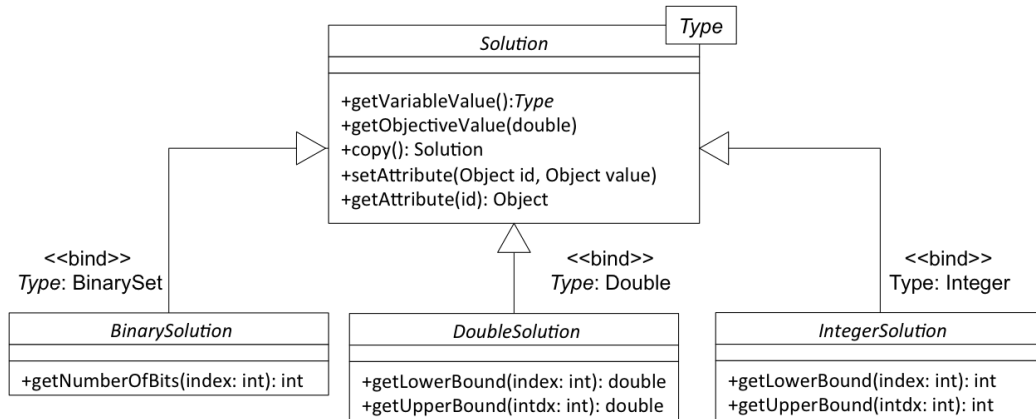 Type
Solution
+getVariableValue():Type
+getObjectiveValue(double)
+copy(): Solution
+setAttribute(Object id, Object value)
+getAttribute(id): Object
<<bind>>
Type: BinarySet
<<bind>>
Type: Double
<<bind>>
Type: Integer
BinarySolution
+getNumberOfBits(index: int): int
DoubleSolution
+getLowerBound(index: int): double
+getUpperBound(intdx: int): double
IntegerSolution
+getLowerBound(index: int): int
+getUpperBound(intdx: int): int